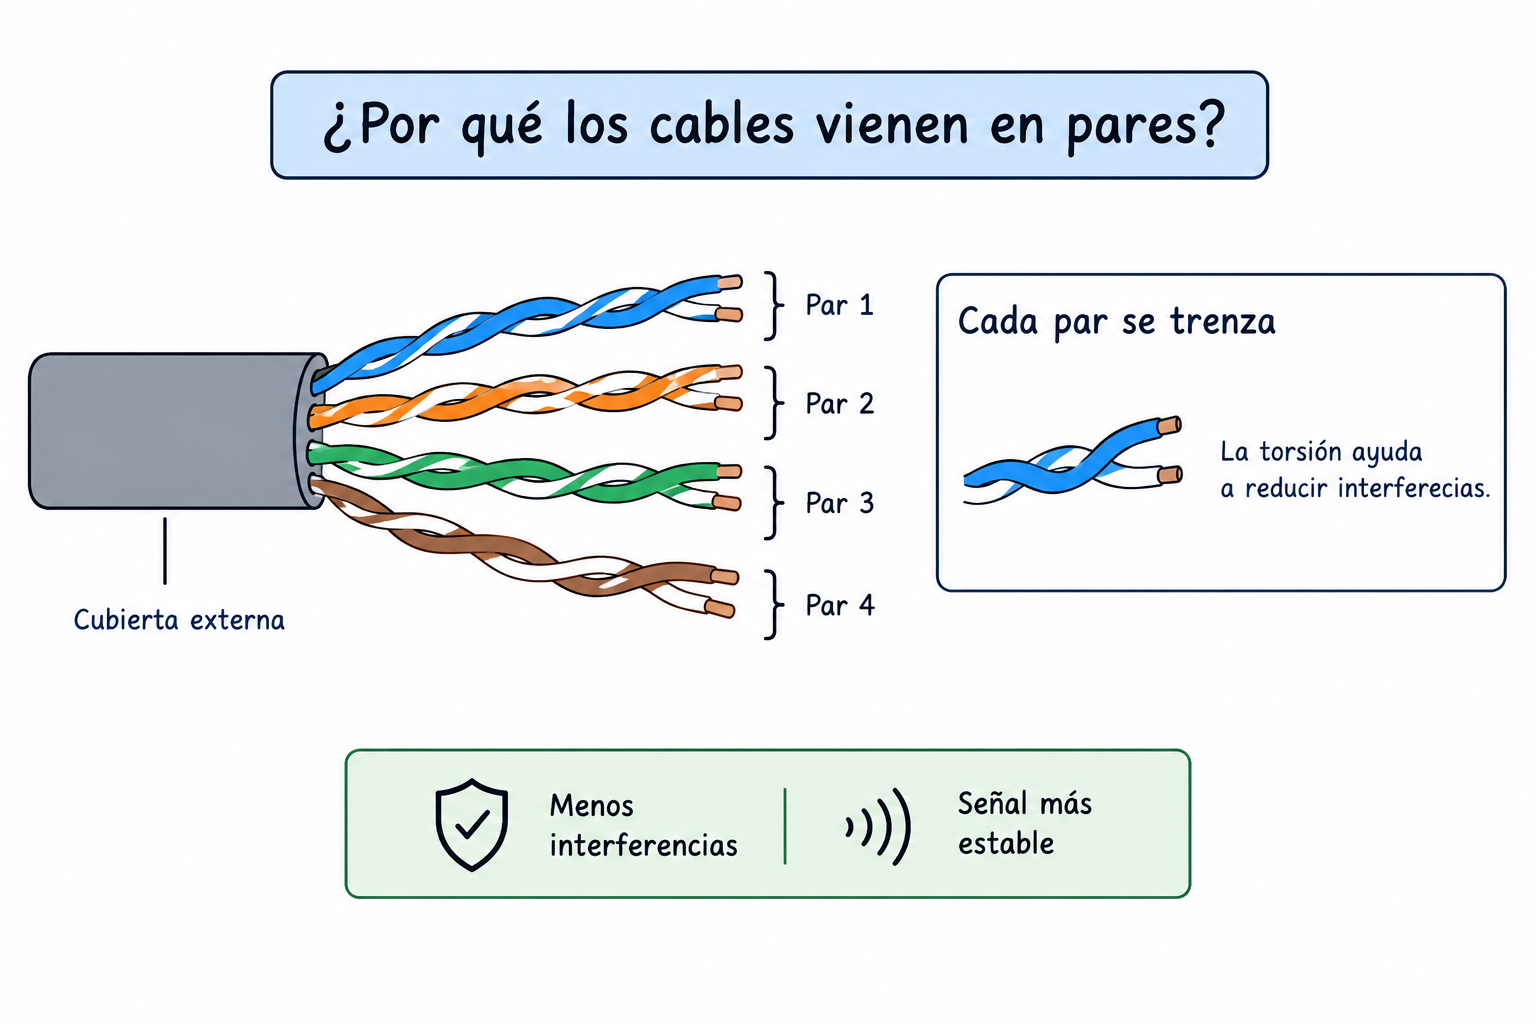 ¿Por qué los cables vienen en pares?
Par 1
Par 2
Par 3
Par 4
Cubierta externa
Cada par se trenza
La torsión ayuda
a reducir interferecias.
Menos
interferencias
Señal más
estable